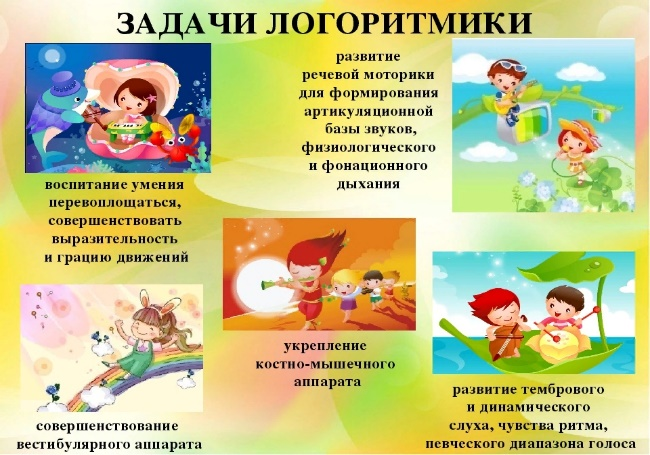 ЗАДАЧИ ЛОГОРИТМИКИ
воспитание умения
перевоплощаться,
совершенствовать
выразительность
и грацию движений
развитие
речевой моторики
для формирования
артикуляционной
базы звуков,
физиологического
и фонационного
дыхания
укрепление
костно-мышечного
аппарата
совершенствование
вестибулярного аппарата
развитие тембрового
и динамического
слуха, чувства ритма,
певческого диапазона голоса